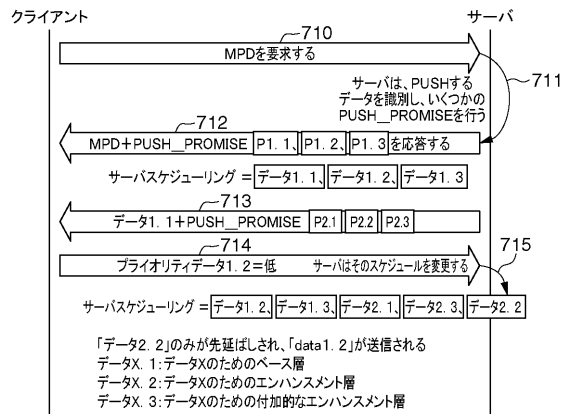 クライアント
サーバ
710
MPDを要求する
サーバは、PUSHする
データを識別し、いくつかの
PUSH__PROMISEを行う
711
712
MPD+PUSH__PROMISE P1. 1、P1. 2、P1. 3 を応答する
サーバスケジューリング = データ1. 1、データ1. 2、データ1. 3
713
データ1. 1+PUSH__PROMISE P2.1 P2.2 P2.3
714
プライオリティデータ1. 2=低 サーバはそのスケジュールを変更する
715
サーバスケジューリング = データ1. 2、データ1. 3、データ2. 1、データ2. 3、データ2. 2
「データ2. 2」のみが先延ばしされ、「data1. 2」が送信される
データX. 1:データXのためのベース層
データX. 2:データXのためのエンハンスメント層
データX. 3:データXのための付加的なエンハンスメント層